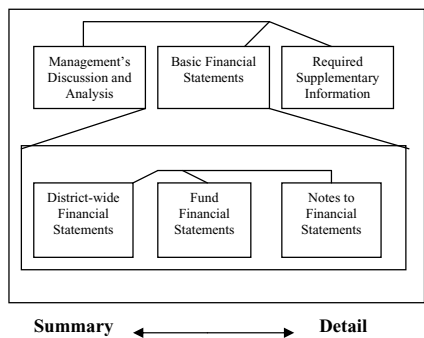 Management's
Discussion and
Analysis
Basic Financial
Statements
Required
Supplementary
Information
District-wide
Financial
Statements
Fund
Financial
Statements
Notes to
Financial
Statements
Summary
Detail